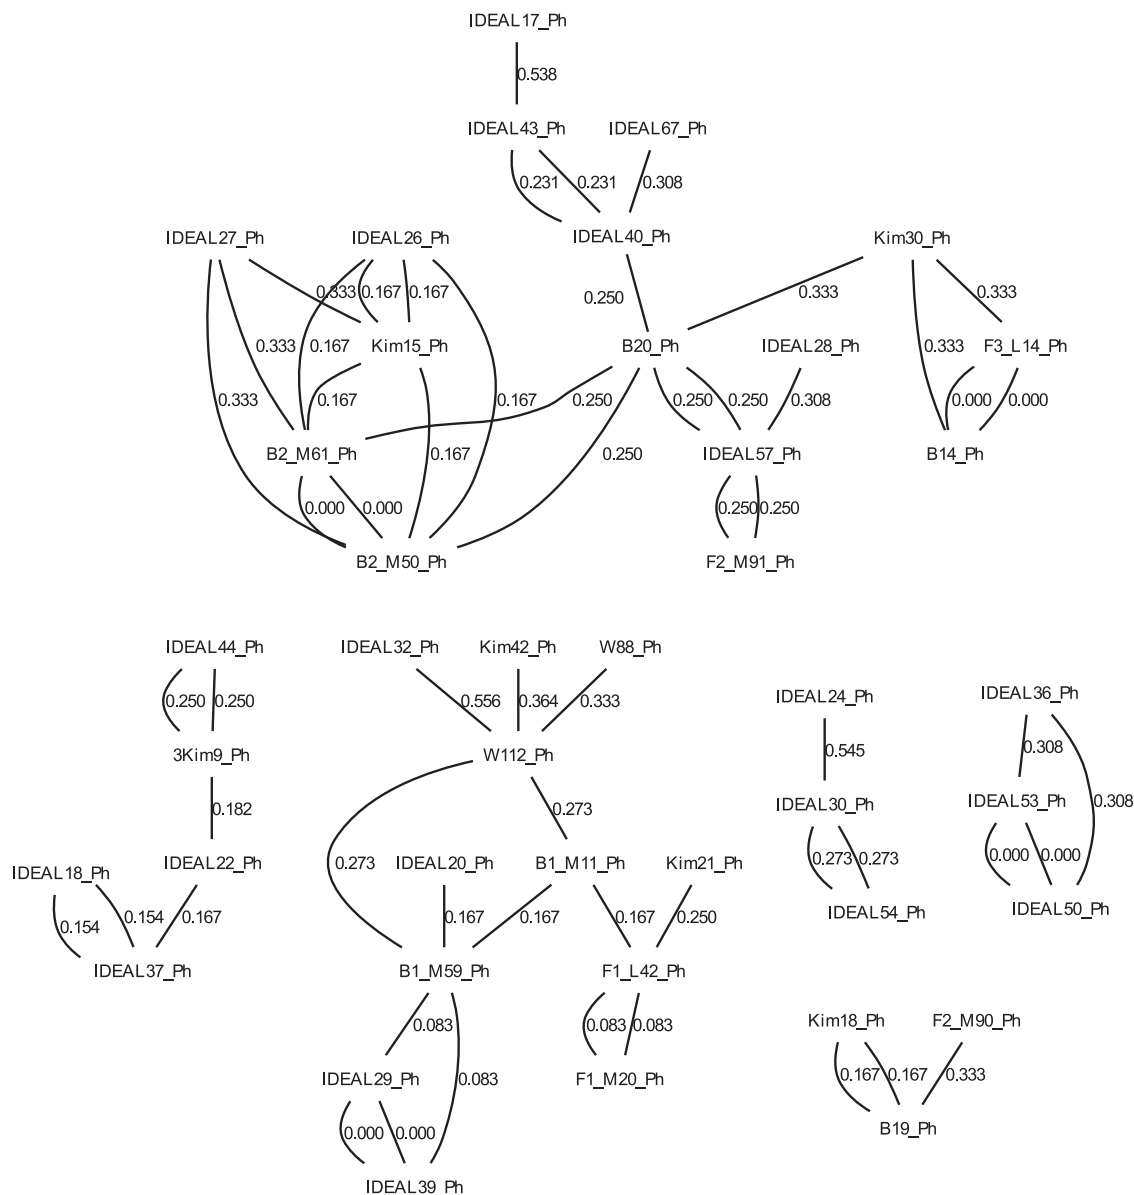 IDEAL17_Ph
0.538
IDEAL43_Ph IDEAL67_Ph
0.231 0.231 0.308
IDEAL27_Ph IDEAL26_Ph IDEAL40_Ph Kim30_Ph
0.333 0.167 0.167 0.250 0.333 0.333
Kim15_Ph B20_Ph IDEAL28_Ph F3_L14_Ph
0.333 0.167 0.333
0.333 0.167 0.167 0.250 0.250 0.250 0.308 0.000 0.000
B2_M61_Ph 0.167 0.250 IDEAL57_Ph B14_Ph
0.000 0.000 0.250 0.250
B2_M50_Ph F2_M91_Ph
IDEAL44_Ph IDEAL32_Ph Kim42_Ph W88_Ph
0.250 0.250 0.556 0.364 0.333
IDEAL24_Ph IDEAL36_Ph
3Kim9_Ph W112_Ph 0.545 0.308
0.182 0.273 IDEAL30_Ph IDEAL53_Ph 0.308
IDEAL18_Ph IDEAL22_Ph 0.273 IDEAL20_Ph B1_M11_Ph Kim21_Ph 0.273 0.273 0.000 0.000
0.154 0.154 0.167 0.167 0.167 0.167 0.250 IDEAL54_Ph IDEAL50_Ph
IDEAL37_Ph B1_M59_Ph F1_L42_Ph
0.083 0.083 0.083 Kim18_Ph F2_M90_Ph
IDEAL29_Ph 0.083 F1_M20_Ph 0.167 0.167 0.333
0.000 0.000 B19_Ph
IDEAL39_Ph